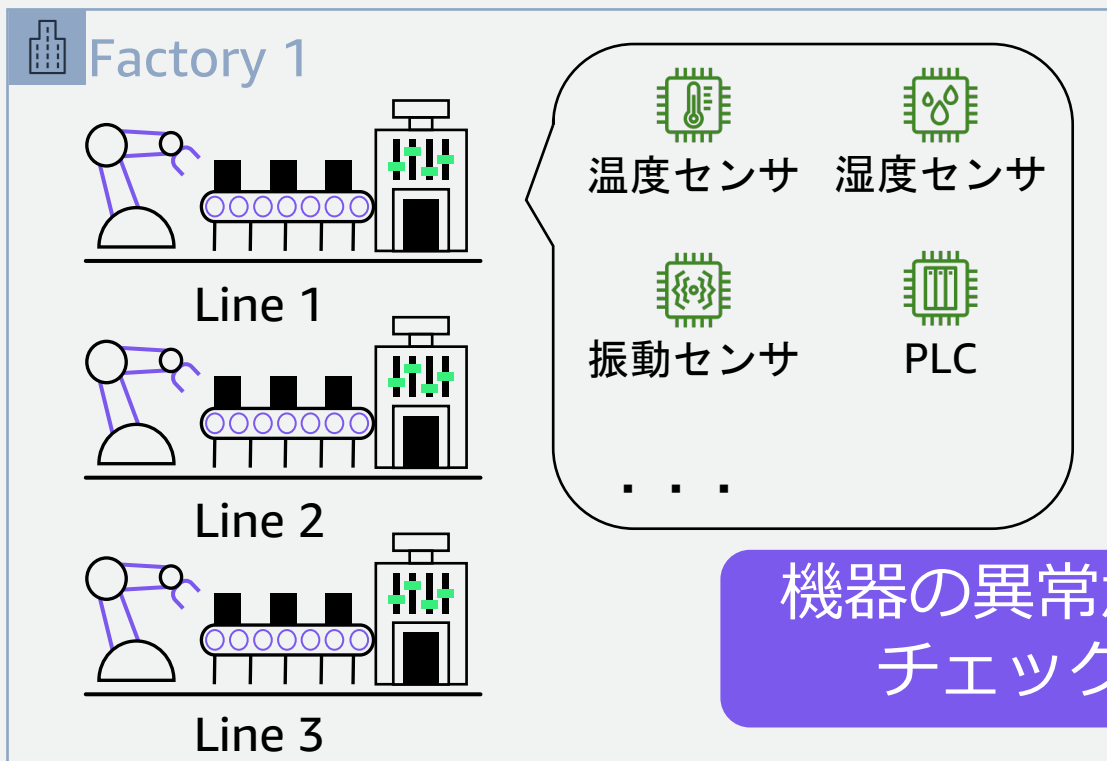 Factory 1
温度センサ
湿度センサ
振動センサ
PLC
・・・
Line 1
Line 2
Line 3
機器の異常
チェック